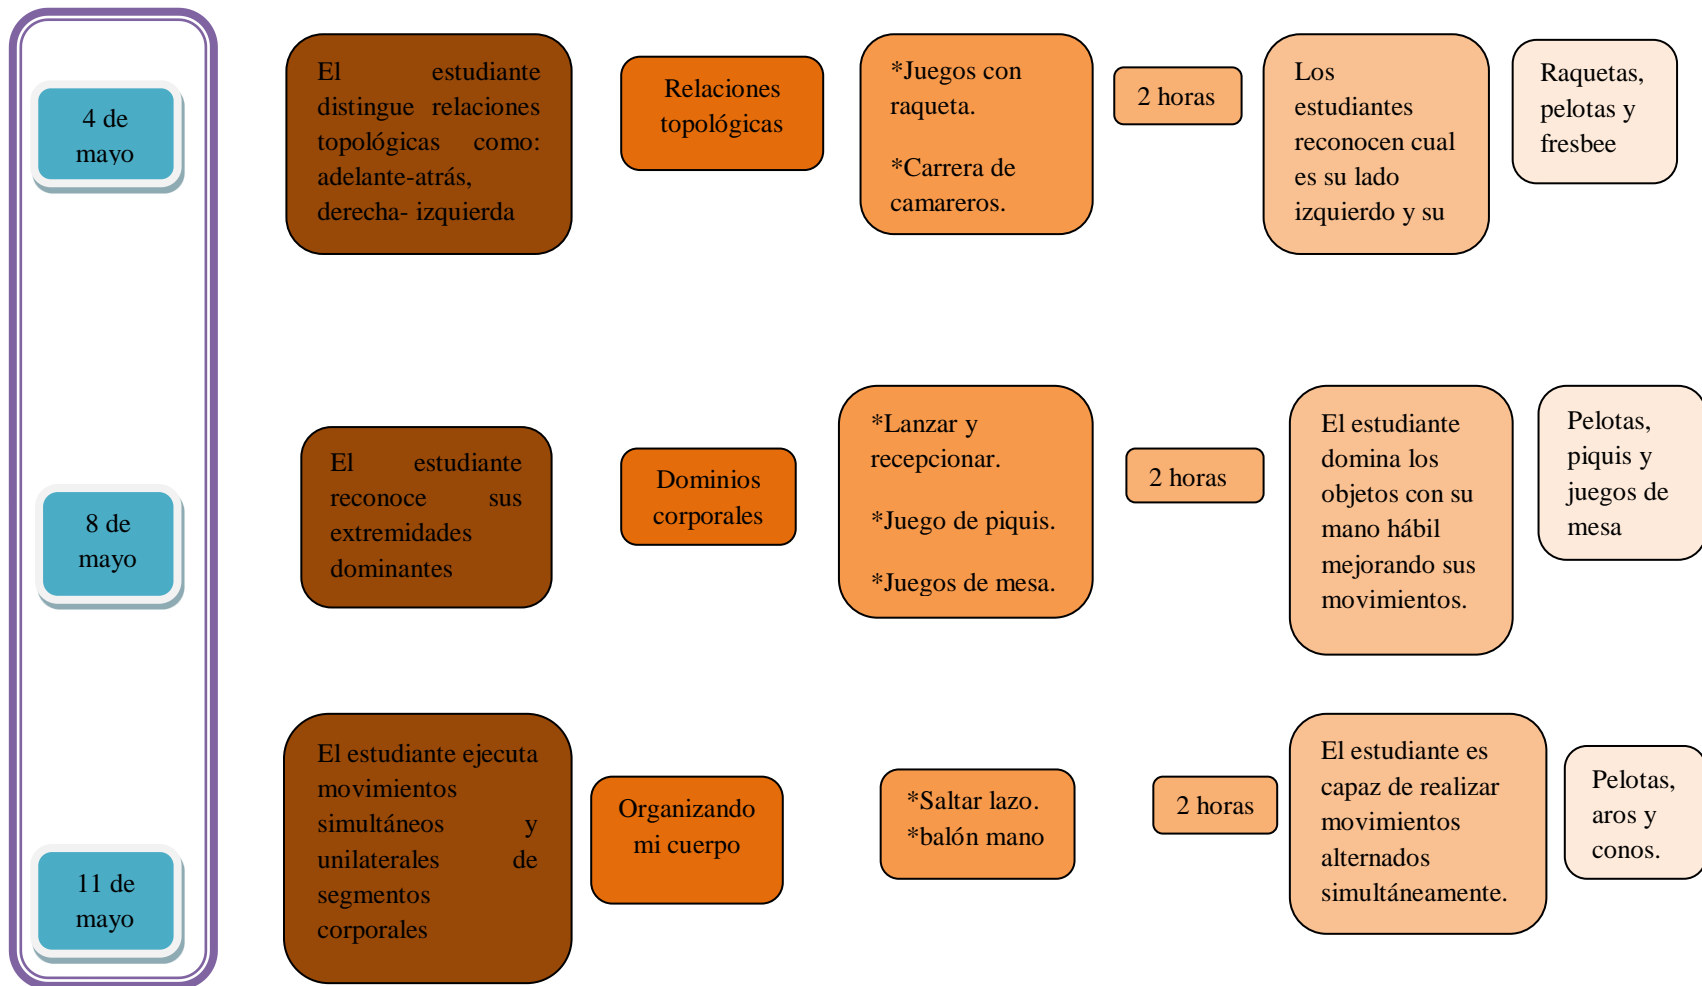 4 de
mayo
El estudiante
distingue relaciones
topológicas como:
adelante-atrás,
derecha- izquierda
Relaciones
topológicas
*Juegos con
raqueta.
*Carrera de
camareros.
2 horas
Los
estudiantes
reconocen cual
es su lado
izquierdo y su
Raquetas,
pelotas y
fresbee
8 de
mayo
El estudiante
reconoce sus
extremidades
dominantes
Dominios
corporales
*Lanzar y
recepcionar.
*Juego de piquis.
*Juegos de mesa.
2 horas
El estudiante
domina los
objetos con su
mano hábil
mejorando sus
movimientos.
Pelotas,
piquis y
juegos de
mesa
11 de
mayo
El estudiante ejecuta
movimientos
simultáneos y
unilaterales de
segmentos
corporales
Organizando
mi cuerpo
*Saltar lazo.
*balón mano
2 horas
El estudiante es
capaz de realizar
movimientos
alternados
simultáneamente.
Pelotas,
aros y
conos.